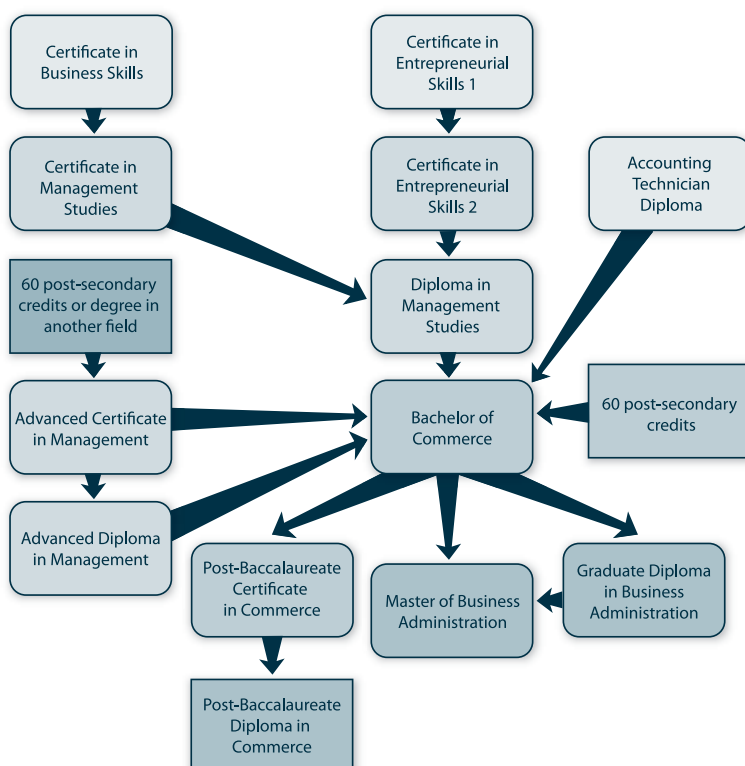 Certificate in
Business Skills
Certificate in
Entrepreneurial
Skills 1
Certificate in
Management
Studies
Certificate in
Entrepreneurial
Skills 2
Accounting
Technician
Diploma
60 post-secondary
credits or degree in
another field
Diploma in
Management
Studies
Advanced Certificate
in Management
Bachelor of
Commerce
60 post-secondary
credits
Advanced Diploma
in Management
Post-Baccalaureate
Certificate
in Commerce
Master of Business
Administration
Graduate Diploma
in Business
Administration
Post-Baccalaureate
Diploma in
Commerce